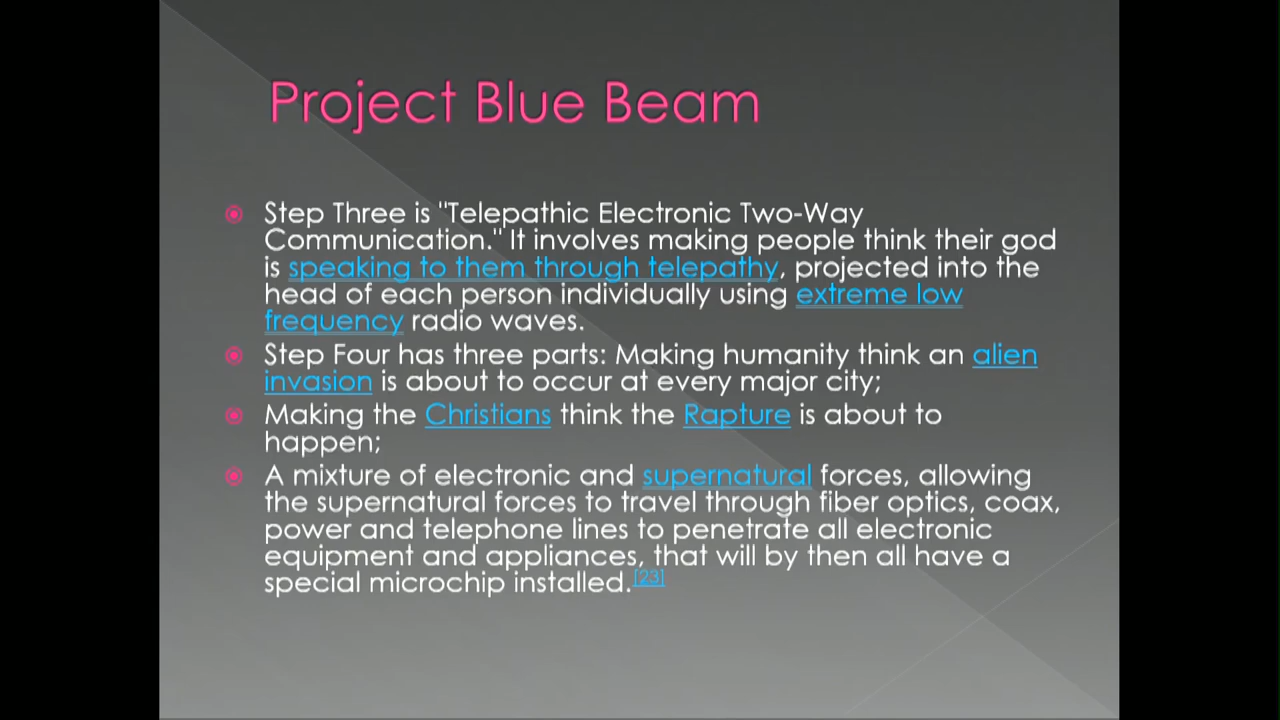 Project Blue Beam
Step Three is "Telepathic Electronic Two-Way
Communication." It involves making people think their god
is speaking to them through telepathy, projected into the
head of each person individually using extreme low
frequency radio waves.
Step Four has three parts: Making humanity think an alien
invasion is about to occur at every major city;
Making the Christians think the Rapture is about to
happen;
A mixture of electronic and supernatural forces, allowing
the supernatural forces to travel through fiber optics, coax,
power and telephone lines to penetrate all electronic
equipment and appliances, that will by then all have a
special microchip installed.[23]